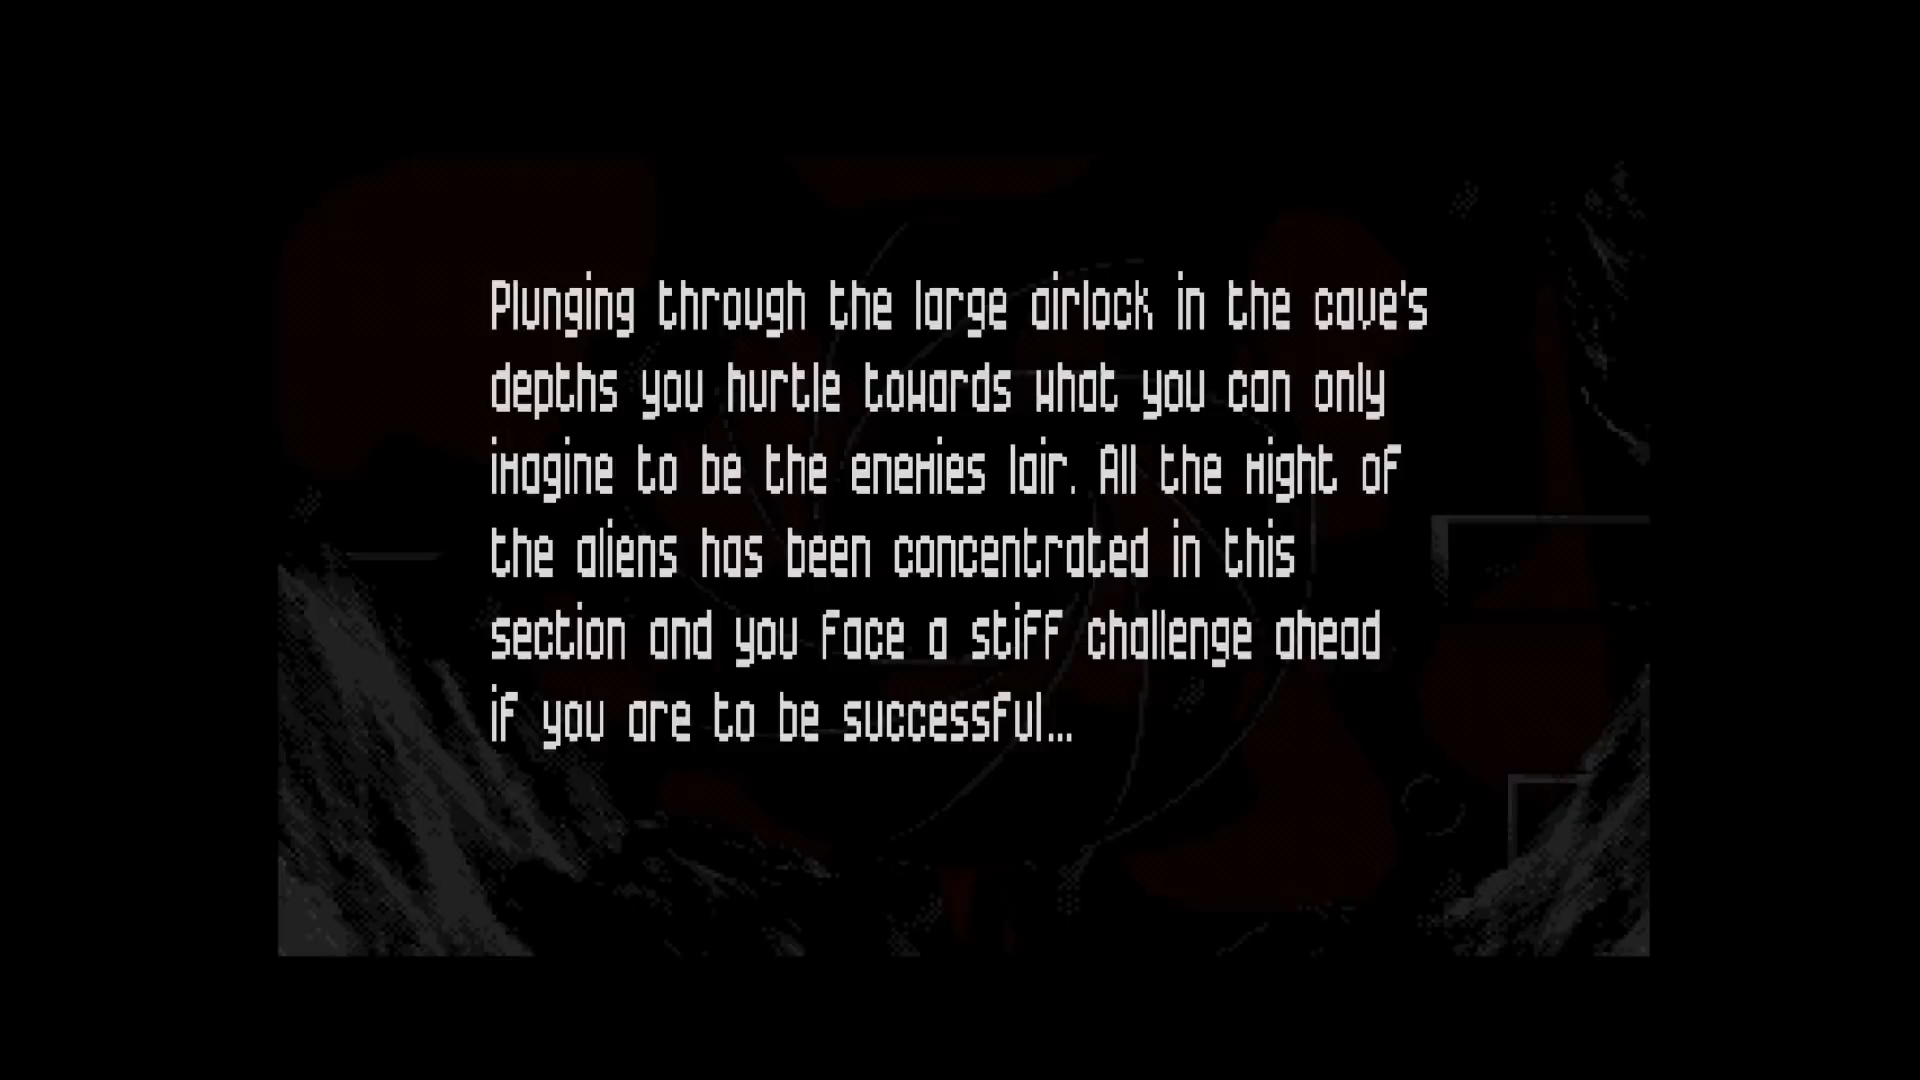 Plunging through the large airlock in the cave's
depths you hurtle towards what you can only
imagine to be the enemies lair. All the might of
the aliens has been concentrated in this
section and you face a stiff challenge ahead
if you are to be successful...